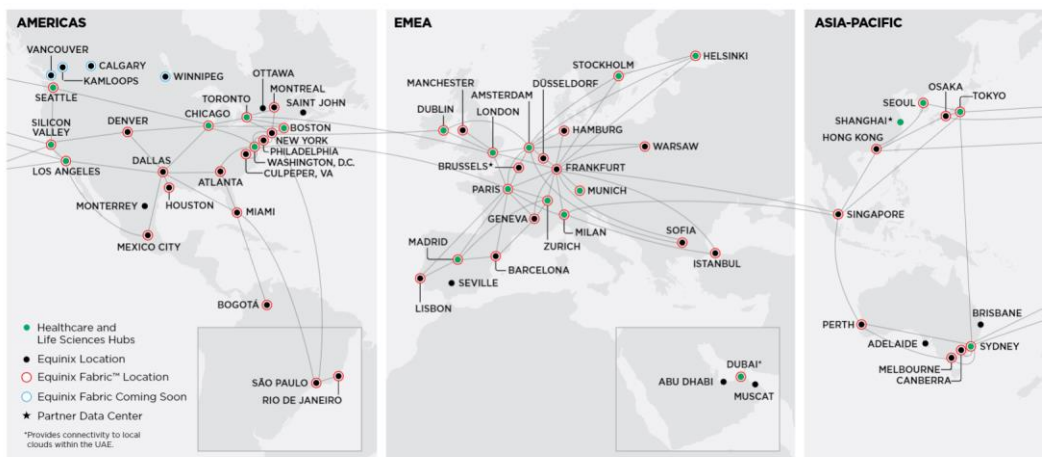 AMERICAS
VANCOUVER
CALGARY
KAMLOOPS
WINNIPEG
SEATTLE
OTTAWA
MONTREAL
SAINT JOHN
TORONTO
CHICAGO
BOSTON
SILICON
VALLEY
DENVER
NEW YORK
PHILADELPHIA
WASHINGTON, D.C.
CULPEPER, VA
DALLAS
LOS ANGELES
ATLANTA
MONTERREY
HOUSTON
MIAMI
MEXICO CITY
BOGOTÁ
SÃO PAULO
RIO DE JANEIRO
Healthcare and
Life Sciences Hubs
Equinix Location
Equinix Fabric™ Location
Equinix Fabric Coming Soon
★ Partner Data Center
*Provides connectivity to local
clouds within the UAE.
EMEA
HELSINKI
STOCKHOLM
MANCHESTER
DÜSSELDORF
AMSTERDAM
DUBLIN
LONDON
HAMBURG
WARSAW
BRUSSELS*
FRANKFURT
PARIS
MUNICH
GENEVA
MILAN
ZURICH
SOFIA
ISTANBUL
MADRID
BARCELONA
SEVILLE
LISBON
DUBAI*
ABU DHABI
MUSCAT
ASIA-PACIFIC
OSAKA
TOKYO
SEOUL
SHANGHAI*
HONG KONG
SINGAPORE
BRISBANE
PERTH
ADELAIDE
SYDNEY
MELBOURNE
CANBERRA